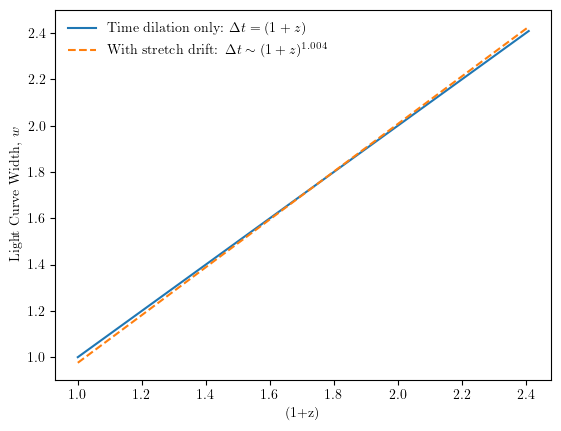 Time dilation only: Δt = (1 + z)
With stretch drift: Δt ∼ (1 + z)^1.004
2.4
2.2
2.0
1.8
1.6
1.4
1.2
1.0
Light Curve Width, w
1.0 1.2 1.4 1.6 1.8 2.0 2.2 2.4
(1+z)